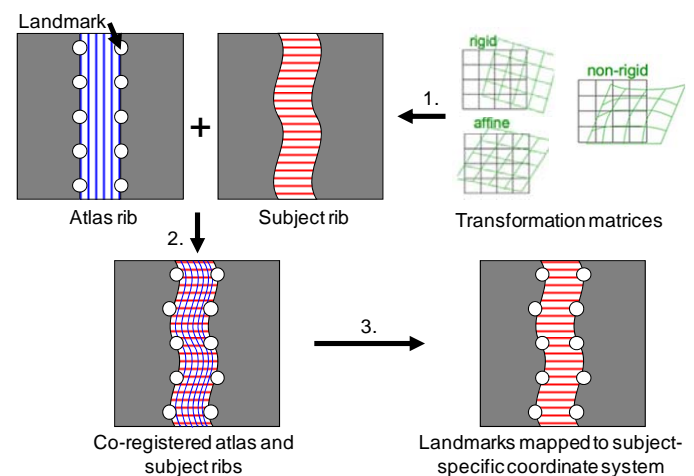 Landmark
rigid
non-rigid
affine
1.
+
Atlas rib
Subject rib
Transformation matrices
2.
3.
Co-registered atlas and
subject ribs
Landmarks mapped to subject-
specific coordinate system